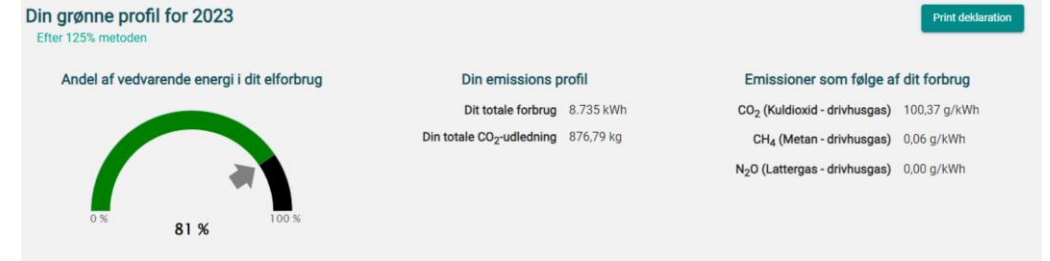 Din grønne profil for 2023
Print deklaration
Efter 125% metoden
Andel af vedvarende energi i dit elforbrug
0 %
100 %
81 %
Din emissions profil
Dit totale forbrug 8.735 kWh
Din totale CO₂-udledning 876,79 kg
Emissioner som følge af dit forbrug
CO₂ (Kuldioxid - drivhusgas) 100,37 g/kWh
CH₄ (Metan - drivhusgas) 0,06 g/kWh
N₂O (Lattergas - drivhusgas) 0,00 g/kWh